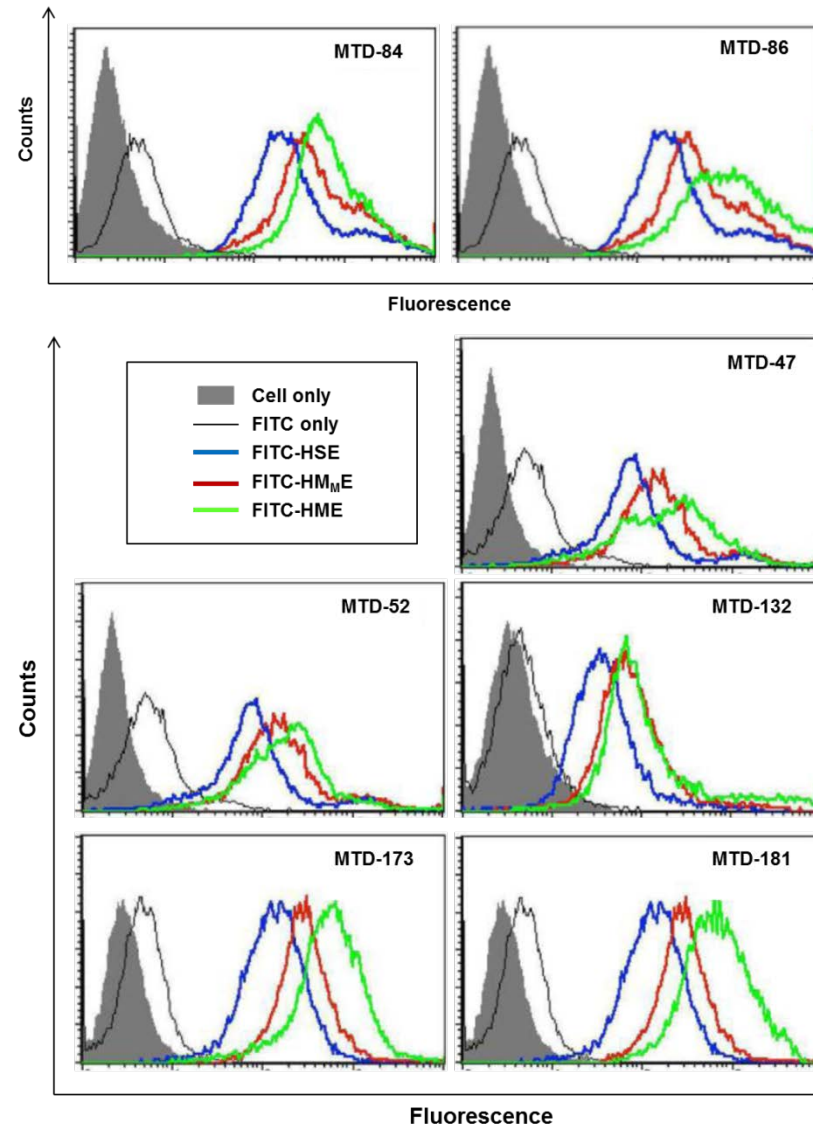 MTD-84
MTD-86
Counts
Fluorescence
MTD-47
Cell only
FITC only
FITC-HSE
FITC-HMME
FITC-HME
MTD-52
MTD-132
Counts
MTD-173
MTD-181
Fluorescence